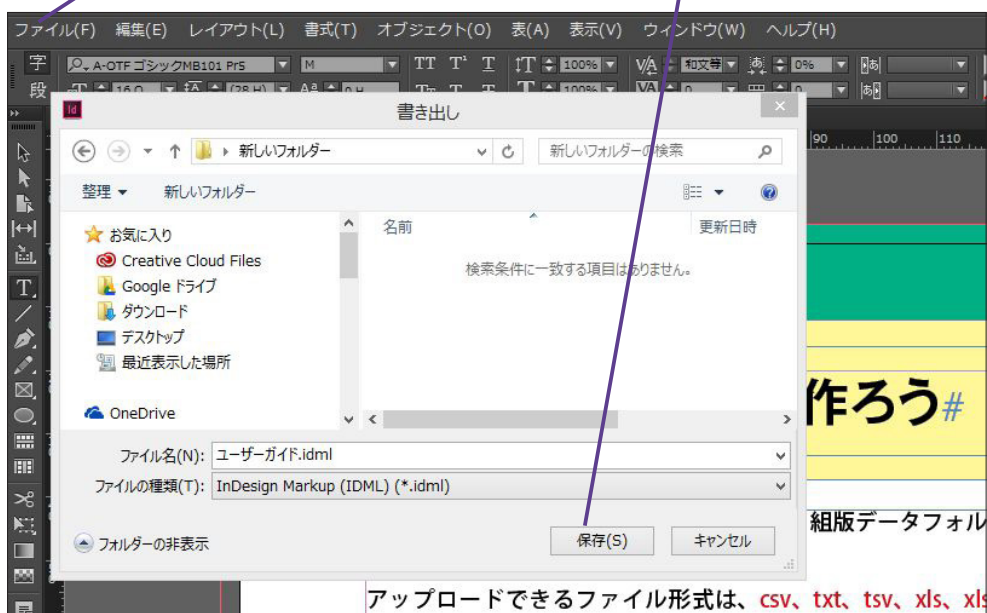 ファイル(F) 編集(E) レイアウト(L) 書式(T) オブジェクト(O) 表(A) 表示(V) ウィンドウ(W) ヘルプ(H)
字 A-OTF ゴシックMB101 Pr5 M TT T¹ T 100% 和文等 0%
段
書き出し
90 100 110
新しいフォルダー 新しいフォルダーの検索
整理 新しいフォルダー
名前 更新日時
お気に入り
Creative Cloud Files
検索条件に一致する項目はありません。
Google ドライブ
ダウンロード
デスクトップ
最近表示した場所
OneDrive
作ろう#
ファイル名(N): ユーザーガイド.idml
ファイルの種類(T): InDesign Markup (IDML) (*.idml)
組版データフォル
フォルダーの非表示 保存(S) キャンセル
アップロードできるファイル形式は、csv、txt、tsv、xls、xls